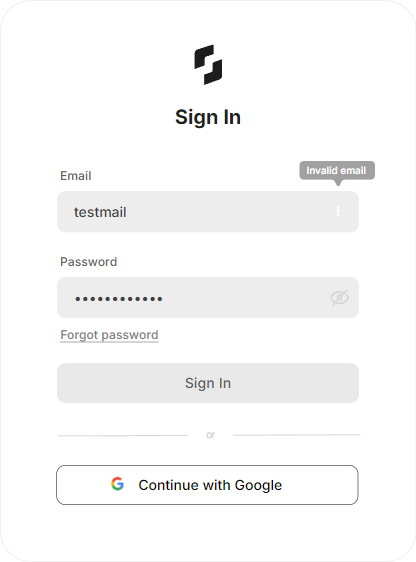 Sign In
Email
Invalid email
testmail
!
Password
••••••••••••
Forgot password
Sign In
or
Continue with Google